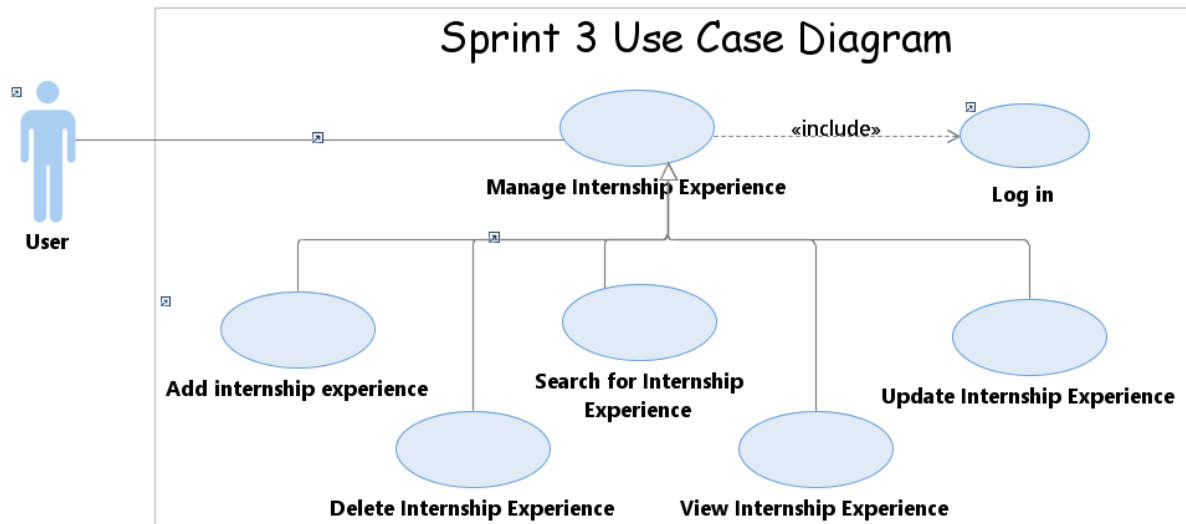 Sprint 3 Use Case Diagram
«include»
Manage Internship Experience
Log in
User
Add internship experience
Search for Internship
Experience
Update Internship Experience
Delete Internship Experience
View Internship Experience